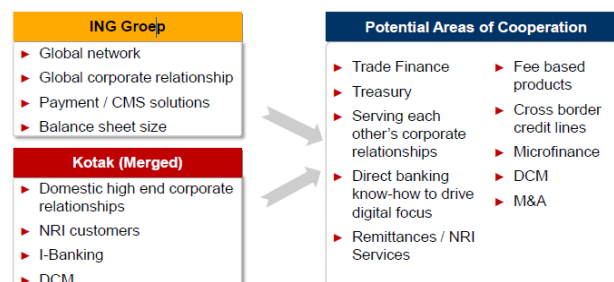 ING Groep
Global network
Global corporate relationship
Payment / CMS solutions
Balance sheet size
Kotak (Merged)
Domestic high end corporate
relationships
NRI customers
I-Banking
DCM
Potential Areas of Cooperation
Trade Finance
Treasury
Serving each
other's corporate
relationships
Direct banking
know-how to drive
digital focus
Remittances / NRI
Services
Fee based
products
Cross border
credit lines
Microfinance
DCM
M&A